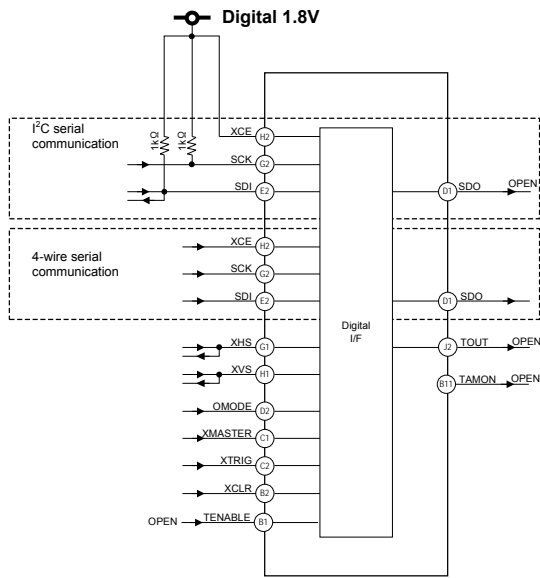 Digital 1.8V
I²C serial
communication
1kΩ
1kΩ
XCE H2
SCK G2
SDI E2
D1 SDO OPEN
4-wire serial
communication
XCE H2
SCK G2
SDI E2
D1 SDO
Digital
I/F
XHS G1
J2 TOUT OPEN
XVS H1
B11 TAMON OPEN
OMODE D2
XMASTER C1
XTRIG C2
XCLR B2
OPEN TENABLE B1